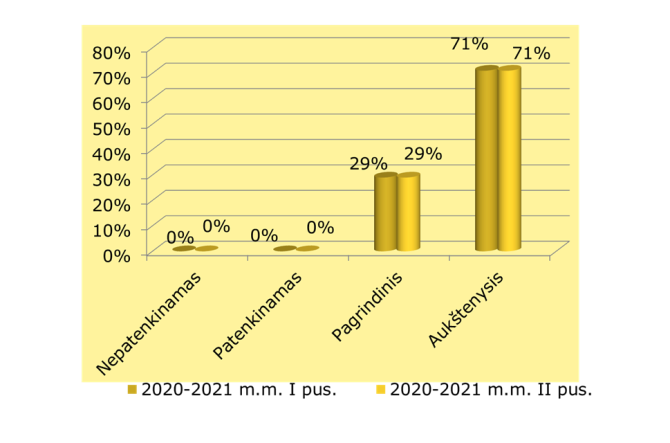 71%
71%
80%
70%
60%
50%
40%
30%
20%
10%
0%
29%
29%
0%
0%
0%
0%
Nepatenkinamas
Patenkinamas
Pagrindinis
Aukštenysis
2020-2021 m.m. I pus.
2020-2021 m.m. II pus.